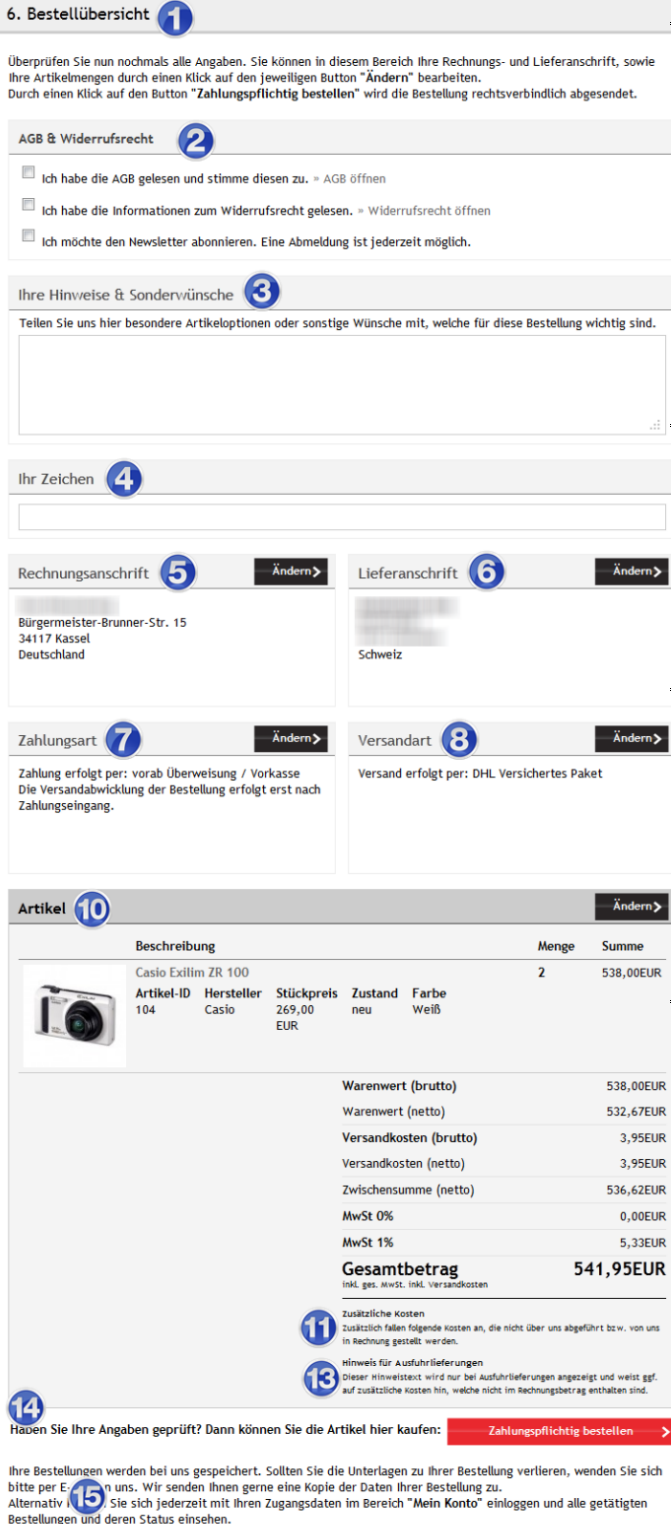 6. Bestellübersicht 1
Überprüfen Sie nun nochmals alle Angaben. Sie können in diesem Bereich Ihre Rechnungs- und Lieferanschrift, sowie
Ihre Artikelmengen durch einen Klick auf den jeweiligen Button "Ändern" bearbeiten.
Durch einen Klick auf den Button "Zahlungspflichtig bestellen" wird die Bestellung rechtsverbindlich abgesendet.
AGB & Widerrufsrecht 2
Ich habe die AGB gelesen und stimme diesen zu. » AGB öffnen
Ich habe die Informationen zum Widerrufsrecht gelesen. » Widerrufsrecht öffnen
Ich möchte den Newsletter abonnieren. Eine Abmeldung ist jederzeit möglich.
Ihre Hinweise & Sonderwünsche 3
Teilen Sie uns hier besondere Artikeloptionen oder sonstige Wünsche mit, welche für diese Bestellung wichtig sind.
Ihr Zeichen 4
Rechnungsanschrift 5 Ändern
Bürgermeister-Brunner-Str. 15
34117 Kassel
Deutschland
Lieferanschrift 6 Ändern
Schweiz
Zahlungsart 7 Ändern
Zahlung erfolgt per: vorab Überweisung / Vorkasse
Die Versandabwicklung der Bestellung erfolgt erst nach
Zahlungseingang.
Versandart 8 Ändern
Versand erfolgt per: DHL Versichertes Paket
Artikel 10 Ändern
Beschreibung Menge Summe
Casio Exilim ZR 100 2 538,00EUR
Artikel-ID Hersteller Stückpreis Zustand Farbe
104 Casio 269,00 neu Weiß
EUR
Warenwert (brutto) 538,00EUR
Warenwert (netto) 532,67EUR
Versandkosten (brutto) 3,95EUR
Versandkosten (netto) 3,95EUR
Zwischensumme (netto) 536,62EUR
MwSt 0% 0,00EUR
MwSt 1% 5,33EUR
Gesamtbetrag 541,95EUR
inkl. ges. MwSt. inkl. Versandkosten
11 Zusätzliche Kosten
Zusätzlich fallen folgende Kosten an, die nicht über uns abgeführt bzw. von uns
in Rechnung gestellt werden.
13 Hinweis für Ausfuhrlieferungen
Dieser Hinweistext wird nur bei Ausfuhrlieferungen angezeigt und weist ggf.
auf zusätzliche Kosten hin, welche nicht im Rechnungsbetrag enthalten sind.
14
Haben Sie Ihre Angaben geprüft? Dann können Sie die Artikel hier kaufen: Zahlungspflichtig bestellen
Ihre Bestellungen werden bei uns gespeichert. Sollten Sie die Unterlagen zu Ihrer Bestellung verlieren, wenden Sie sich
bitte per E- n uns. Wir senden Ihnen gerne eine Kopie der Daten Ihrer Bestellung zu.
Alternativ 15 Sie sich jederzeit mit Ihren Zugangsdaten im Bereich "Mein Konto" einloggen und alle getätigten
Bestellungen und deren Status einsehen.